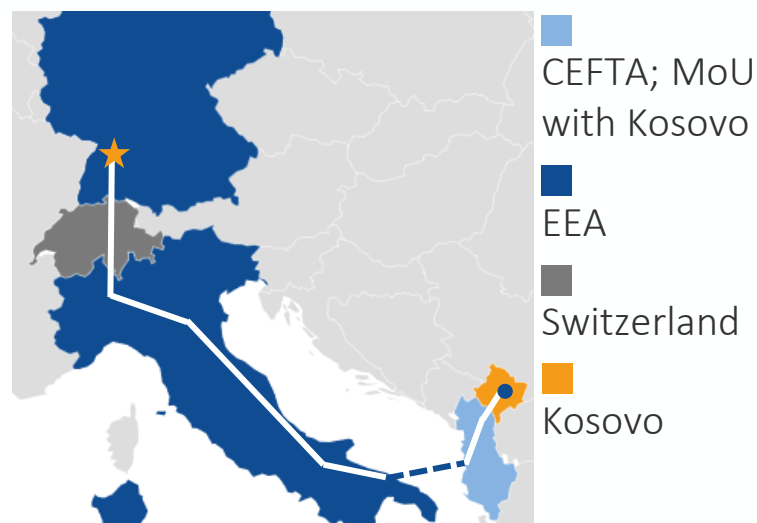 CEFTA; MoU
with Kosovo
EEA
Switzerland
Kosovo